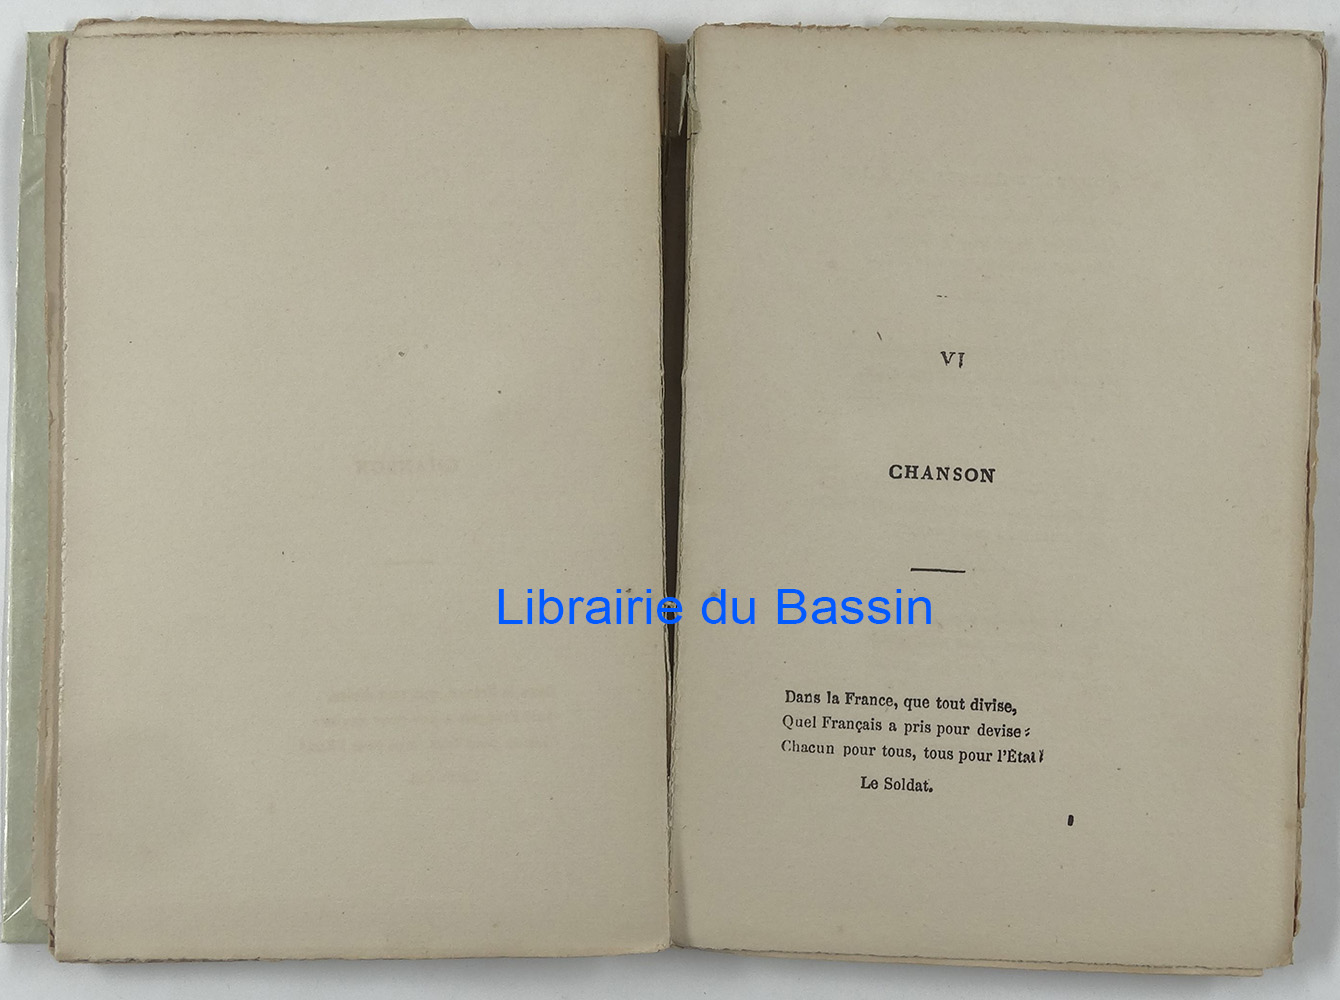 VI
CHANSON
Librairie du Bassin
Dans la France, que tout divise,
Quel Français a pris pour devise :
Chacun pour tous, tous pour l'État !
Le Soldat.